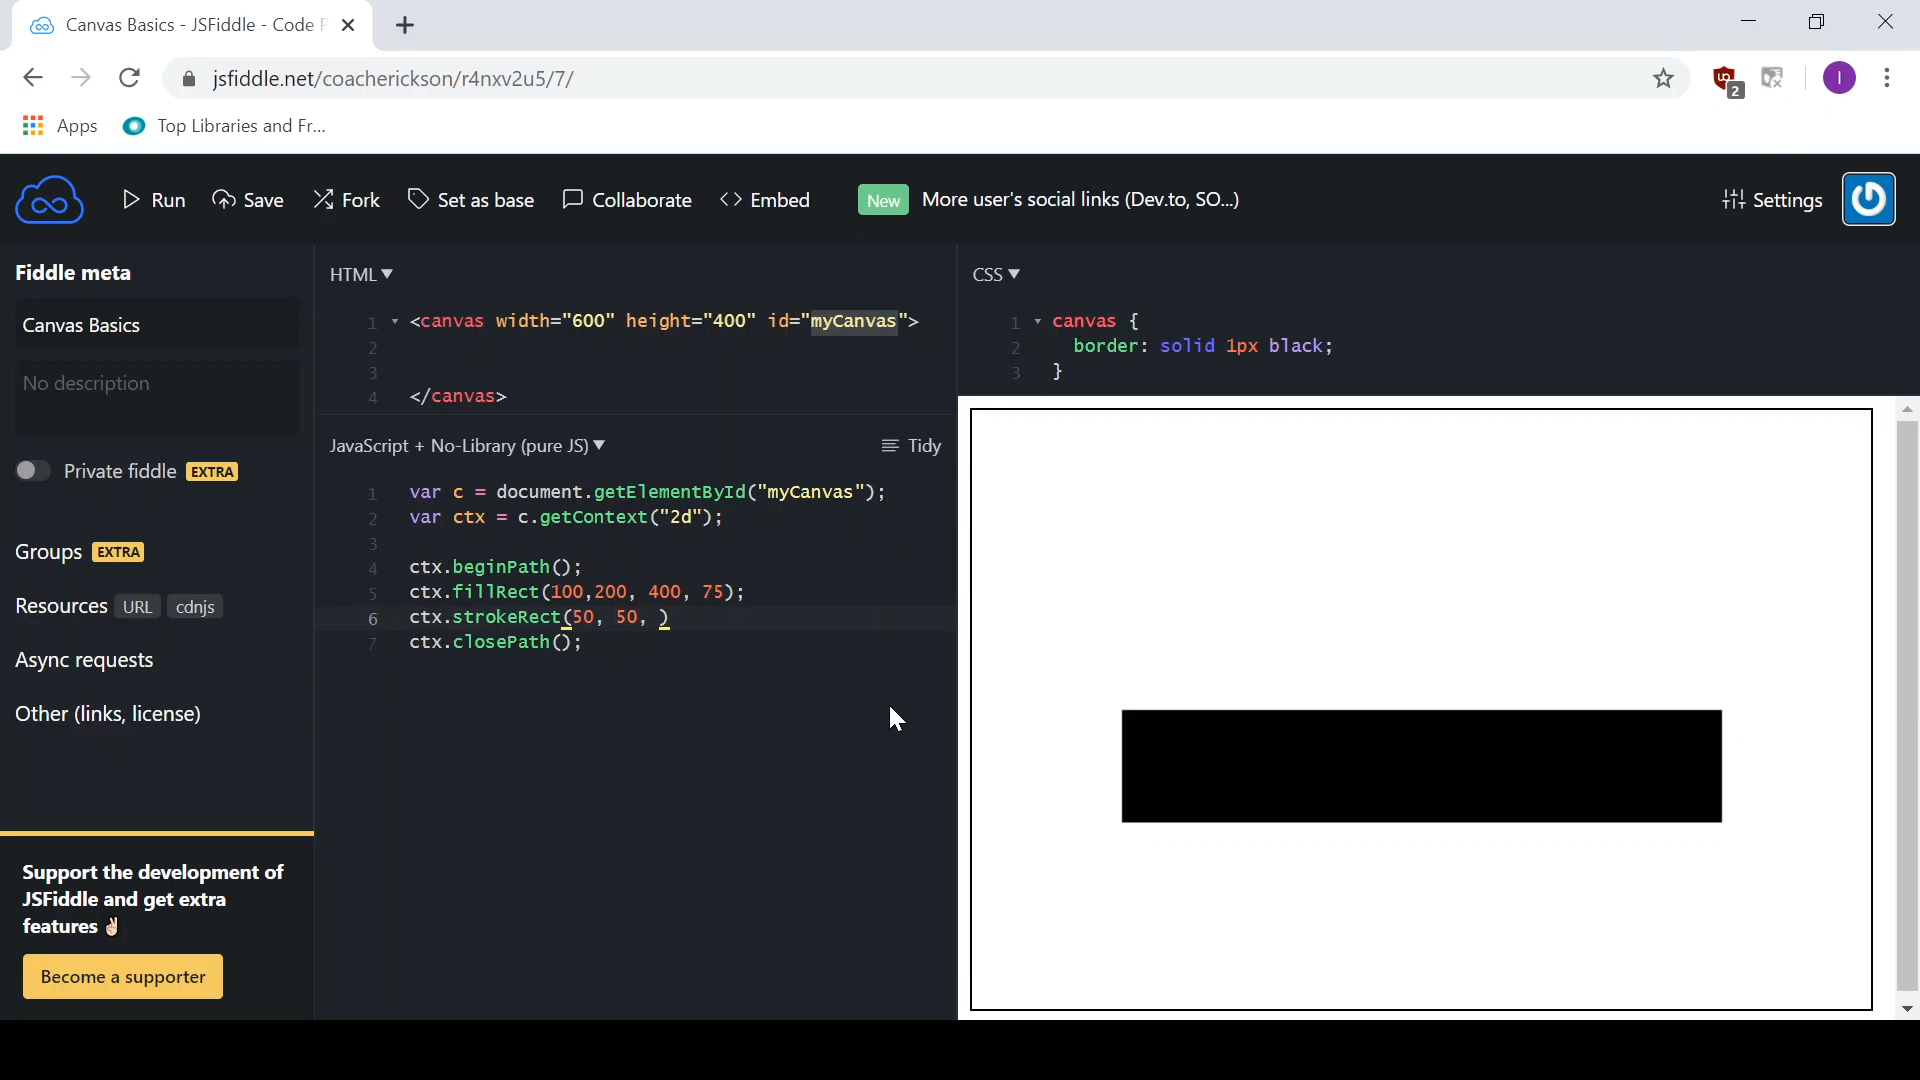 Canvas Basics - JSFiddle - Code P
jsfiddle.net/coacherickson/r4nxv2u5/7/
2
I
Apps
Top Libraries and Fr...
Run
Save
Fork
Set as base
Collaborate
Embed
New
More user's social links (Dev.to, SO...)
Settings
Fiddle meta
Canvas Basics
No description
Private fiddle EXTRA
Groups EXTRA
Resources URL cdnjs
Async requests
Other (links, license)
Support the development of
JSFiddle and get extra
features ✌🏻
Become a supporter
HTML ▼
1 <canvas width="600" height="400" id="myCanvas">
2
3
4 </canvas>
JavaScript + No-Library (pure JS) ▼
Tidy
1 var c = document.getElementById("myCanvas");
2 var ctx = c.getContext("2d");
3
4 ctx.beginPath();
5 ctx.fillRect(100,200, 400, 75);
6 ctx.strokeRect(50, 50, )
7 ctx.closePath();
CSS ▼
1 canvas {
2 border: solid 1px black;
3 }